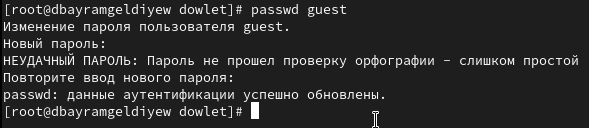 [root@dbayramgeldiyew dowlet]# passwd guest
Изменение пароля пользователя guest.
Новый пароль:
НЕУДАЧНЫЙ ПАРОЛЬ: Пароль не прошел проверку орфографии - слишком простой
Повторите ввод нового пароля:
passwd: данные аутентификации успешно обновлены.
[root@dbayramgeldiyew dowlet]#